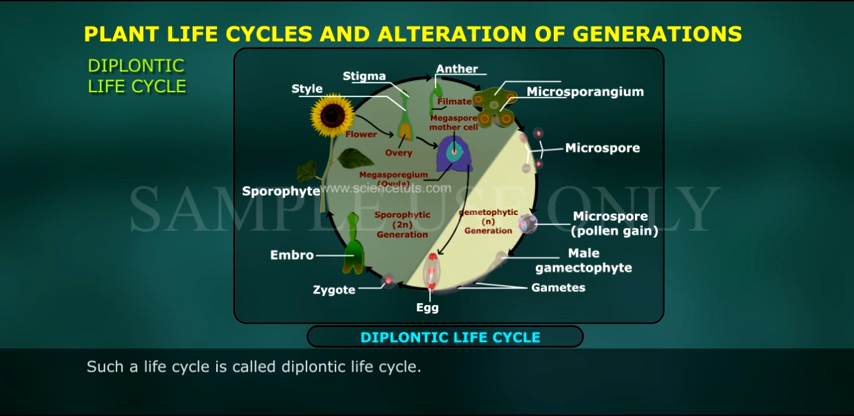 PLANT LIFE CYCLES AND ALTERATION OF GENERATIONS
DIPLONTIC
LIFE CYCLE
Stigma
Anther
Style
Microsporangium
Filmate
Megaspore
mother cell
Flower
Overy
Microspore
Megasporegium
(Ovule)
www.sciencetuts.com
Sporophyte
SAMPLE USE ONLY
Sporophytic
(2n)
Generation
gemetophytic
(n)
Generation
Microspore
(pollen gain)
Embro
Male
gamectophyte
Zygote
Gametes
Egg
DIPLONTIC LIFE CYCLE
Such a life cycle is called diplontic life cycle.